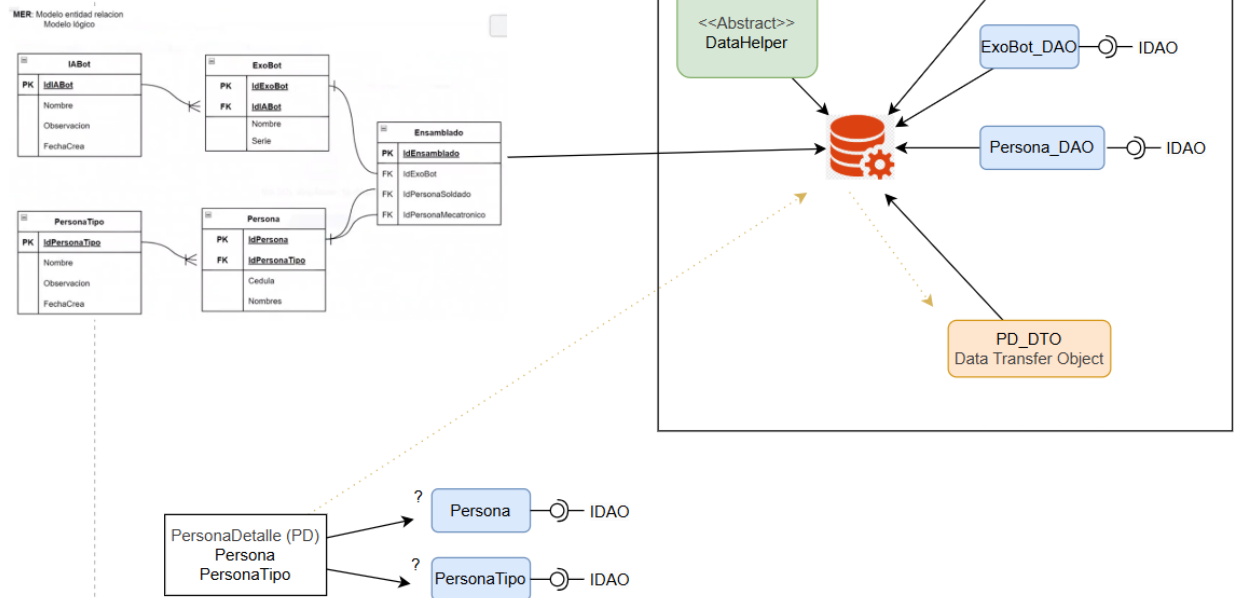 MER: Modelo entidad relacion
Modelo lógico
IABot
PK IdIABot
Nombre
Observacion
FechaCrea
ExoBot
PK IdExoBot
FK IdIABot
Nombre
Serie
Ensamblado
PK IdEnsamblado
FK IdExoBot
FK IdPersonaSoldado
FK IdPersonaMecatronico
PersonaTipo
PK IdPersonaTipo
Nombre
Observacion
FechaCrea
Persona
PK IdPersona
FK IdPersonaTipo
Cedula
Nombres
<<Abstract>>
DataHelper
ExoBot_DAO
IDAO
Persona_DAO
IDAO
PD_DTO
Data Transfer Object
PersonaDetalle (PD)
Persona
PersonaTipo
?
Persona
IDAO
?
PersonaTipo
IDAO